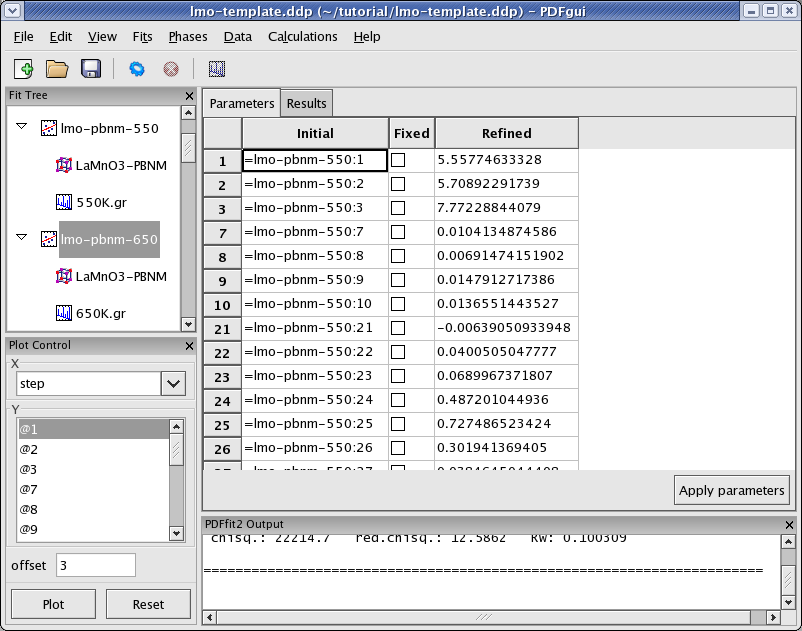 lmo-template.ddp (~/tutorial/lmo-template.ddp) - PDFgui
File Edit View Fits Phases Data Calculations Help
Fit Tree
lmo-pbnm-550
LaMnO3-PBNM
550K.gr
lmo-pbnm-650
LaMnO3-PBNM
650K.gr
Plot Control
X
step
Y
@1
@2
@3
@7
@8
@9
offset 3
Plot Reset
Parameters Results
Initial Fixed Refined
1 =lmo-pbnm-550:1 5.55774633328
2 =lmo-pbnm-550:2 5.70892291739
3 =lmo-pbnm-550:3 7.77228844079
7 =lmo-pbnm-550:7 0.0104134874586
8 =lmo-pbnm-550:8 0.00691474151902
9 =lmo-pbnm-550:9 0.0147912717386
10 =lmo-pbnm-550:10 0.0136551443527
21 =lmo-pbnm-550:21 -0.00639050933948
22 =lmo-pbnm-550:22 0.0400505047777
23 =lmo-pbnm-550:23 0.0689967371807
24 =lmo-pbnm-550:24 0.487201044936
25 =lmo-pbnm-550:25 0.727486523424
26 =lmo-pbnm-550:26 0.301941369405
Apply parameters
PDFfit2 Output
chisq.: 22214.7 red.chisq.: 12.5862 Rw: 0.100309
======================================================================